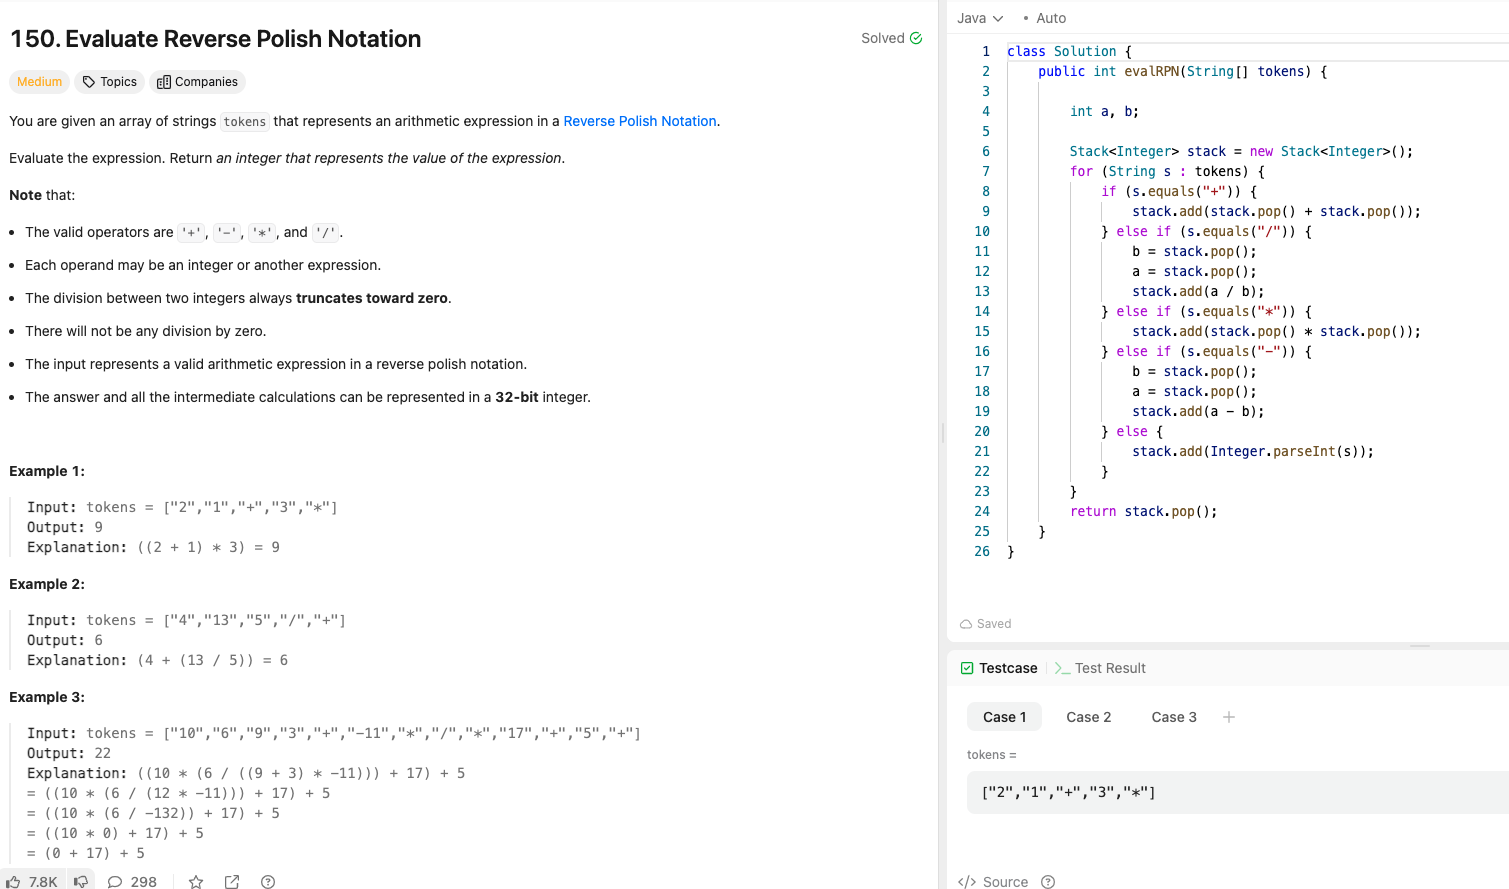 150. Evaluate Reverse Polish Notation
Solved
Medium Topics Companies
You are given an array of strings tokens that represents an arithmetic expression in a Reverse Polish Notation.
Evaluate the expression. Return an integer that represents the value of the expression.
Note that:
• The valid operators are '+', '-', '*', and '/'.
• Each operand may be an integer or another expression.
• The division between two integers always truncates toward zero.
• There will not be any division by zero.
• The input represents a valid arithmetic expression in a reverse polish notation.
• The answer and all the intermediate calculations can be represented in a 32-bit integer.
Example 1:
Input: tokens = ["2","1","+","3","*"]
Output: 9
Explanation: ((2 + 1) * 3) = 9
Example 2:
Input: tokens = ["4","13","5","/","+"]
Output: 6
Explanation: (4 + (13 / 5)) = 6
Example 3:
Input: tokens = ["10","6","9","3","+","-11","*","/","*","17","+","5","+"]
Output: 22
Explanation: ((10 * (6 / ((9 + 3) * -11))) + 17) + 5
= ((10 * (6 / (12 * -11))) + 17) + 5
= ((10 * (6 / -132)) + 17) + 5
= ((10 * 0) + 17) + 5
= (0 + 17) + 5
7.8K 298
Java • Auto
1 class Solution {
2     public int evalRPN(String[] tokens) {
3
4         int a, b;
5
6         Stack<Integer> stack = new Stack<Integer>();
7         for (String s : tokens) {
8             if (s.equals("+")) {
9                 stack.add(stack.pop() + stack.pop());
10             } else if (s.equals("/")) {
11                 b = stack.pop();
12                 a = stack.pop();
13                 stack.add(a / b);
14             } else if (s.equals("*")) {
15                 stack.add(stack.pop() * stack.pop());
16             } else if (s.equals("-")) {
17                 b = stack.pop();
18                 a = stack.pop();
19                 stack.add(a - b);
20             } else {
21                 stack.add(Integer.parseInt(s));
22             }
23         }
24         return stack.pop();
25     }
26 }
Saved
Testcase >_ Test Result
Case 1 Case 2 Case 3 +
tokens =
["2","1","+","3","*"]
</> Source ?